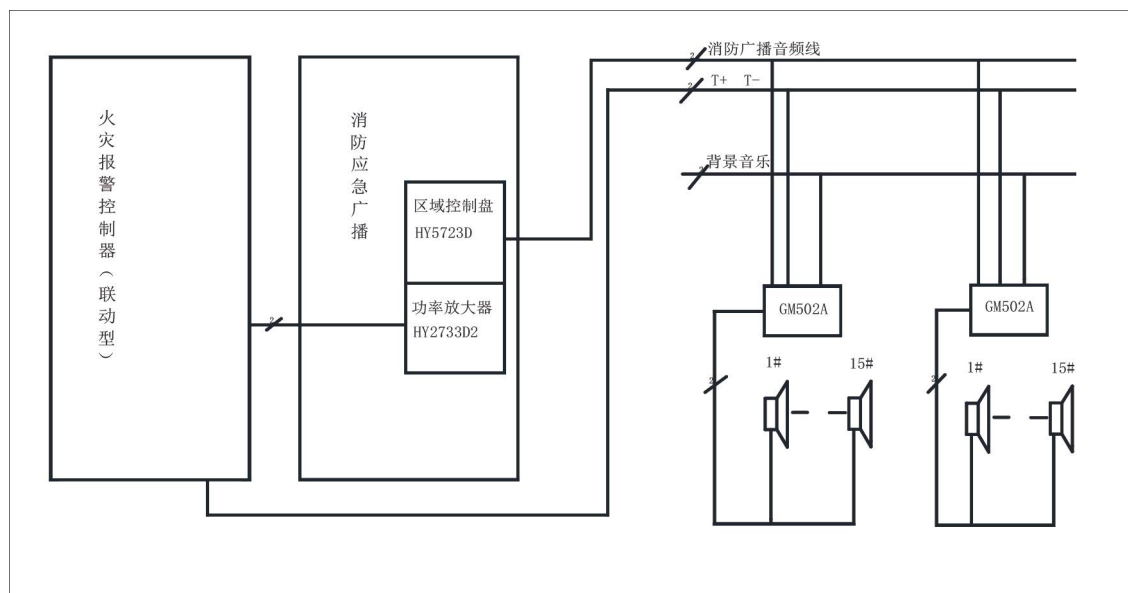 火灾报警控制器（联动型）
消防应急广播
区域控制盘
HY5723D
功率放大器
HY2733D2
2
2
消防广播音频线
2
T+ T-
2
背景音乐
GM502A
GM502A
2
1#
15#
2
1#
15#